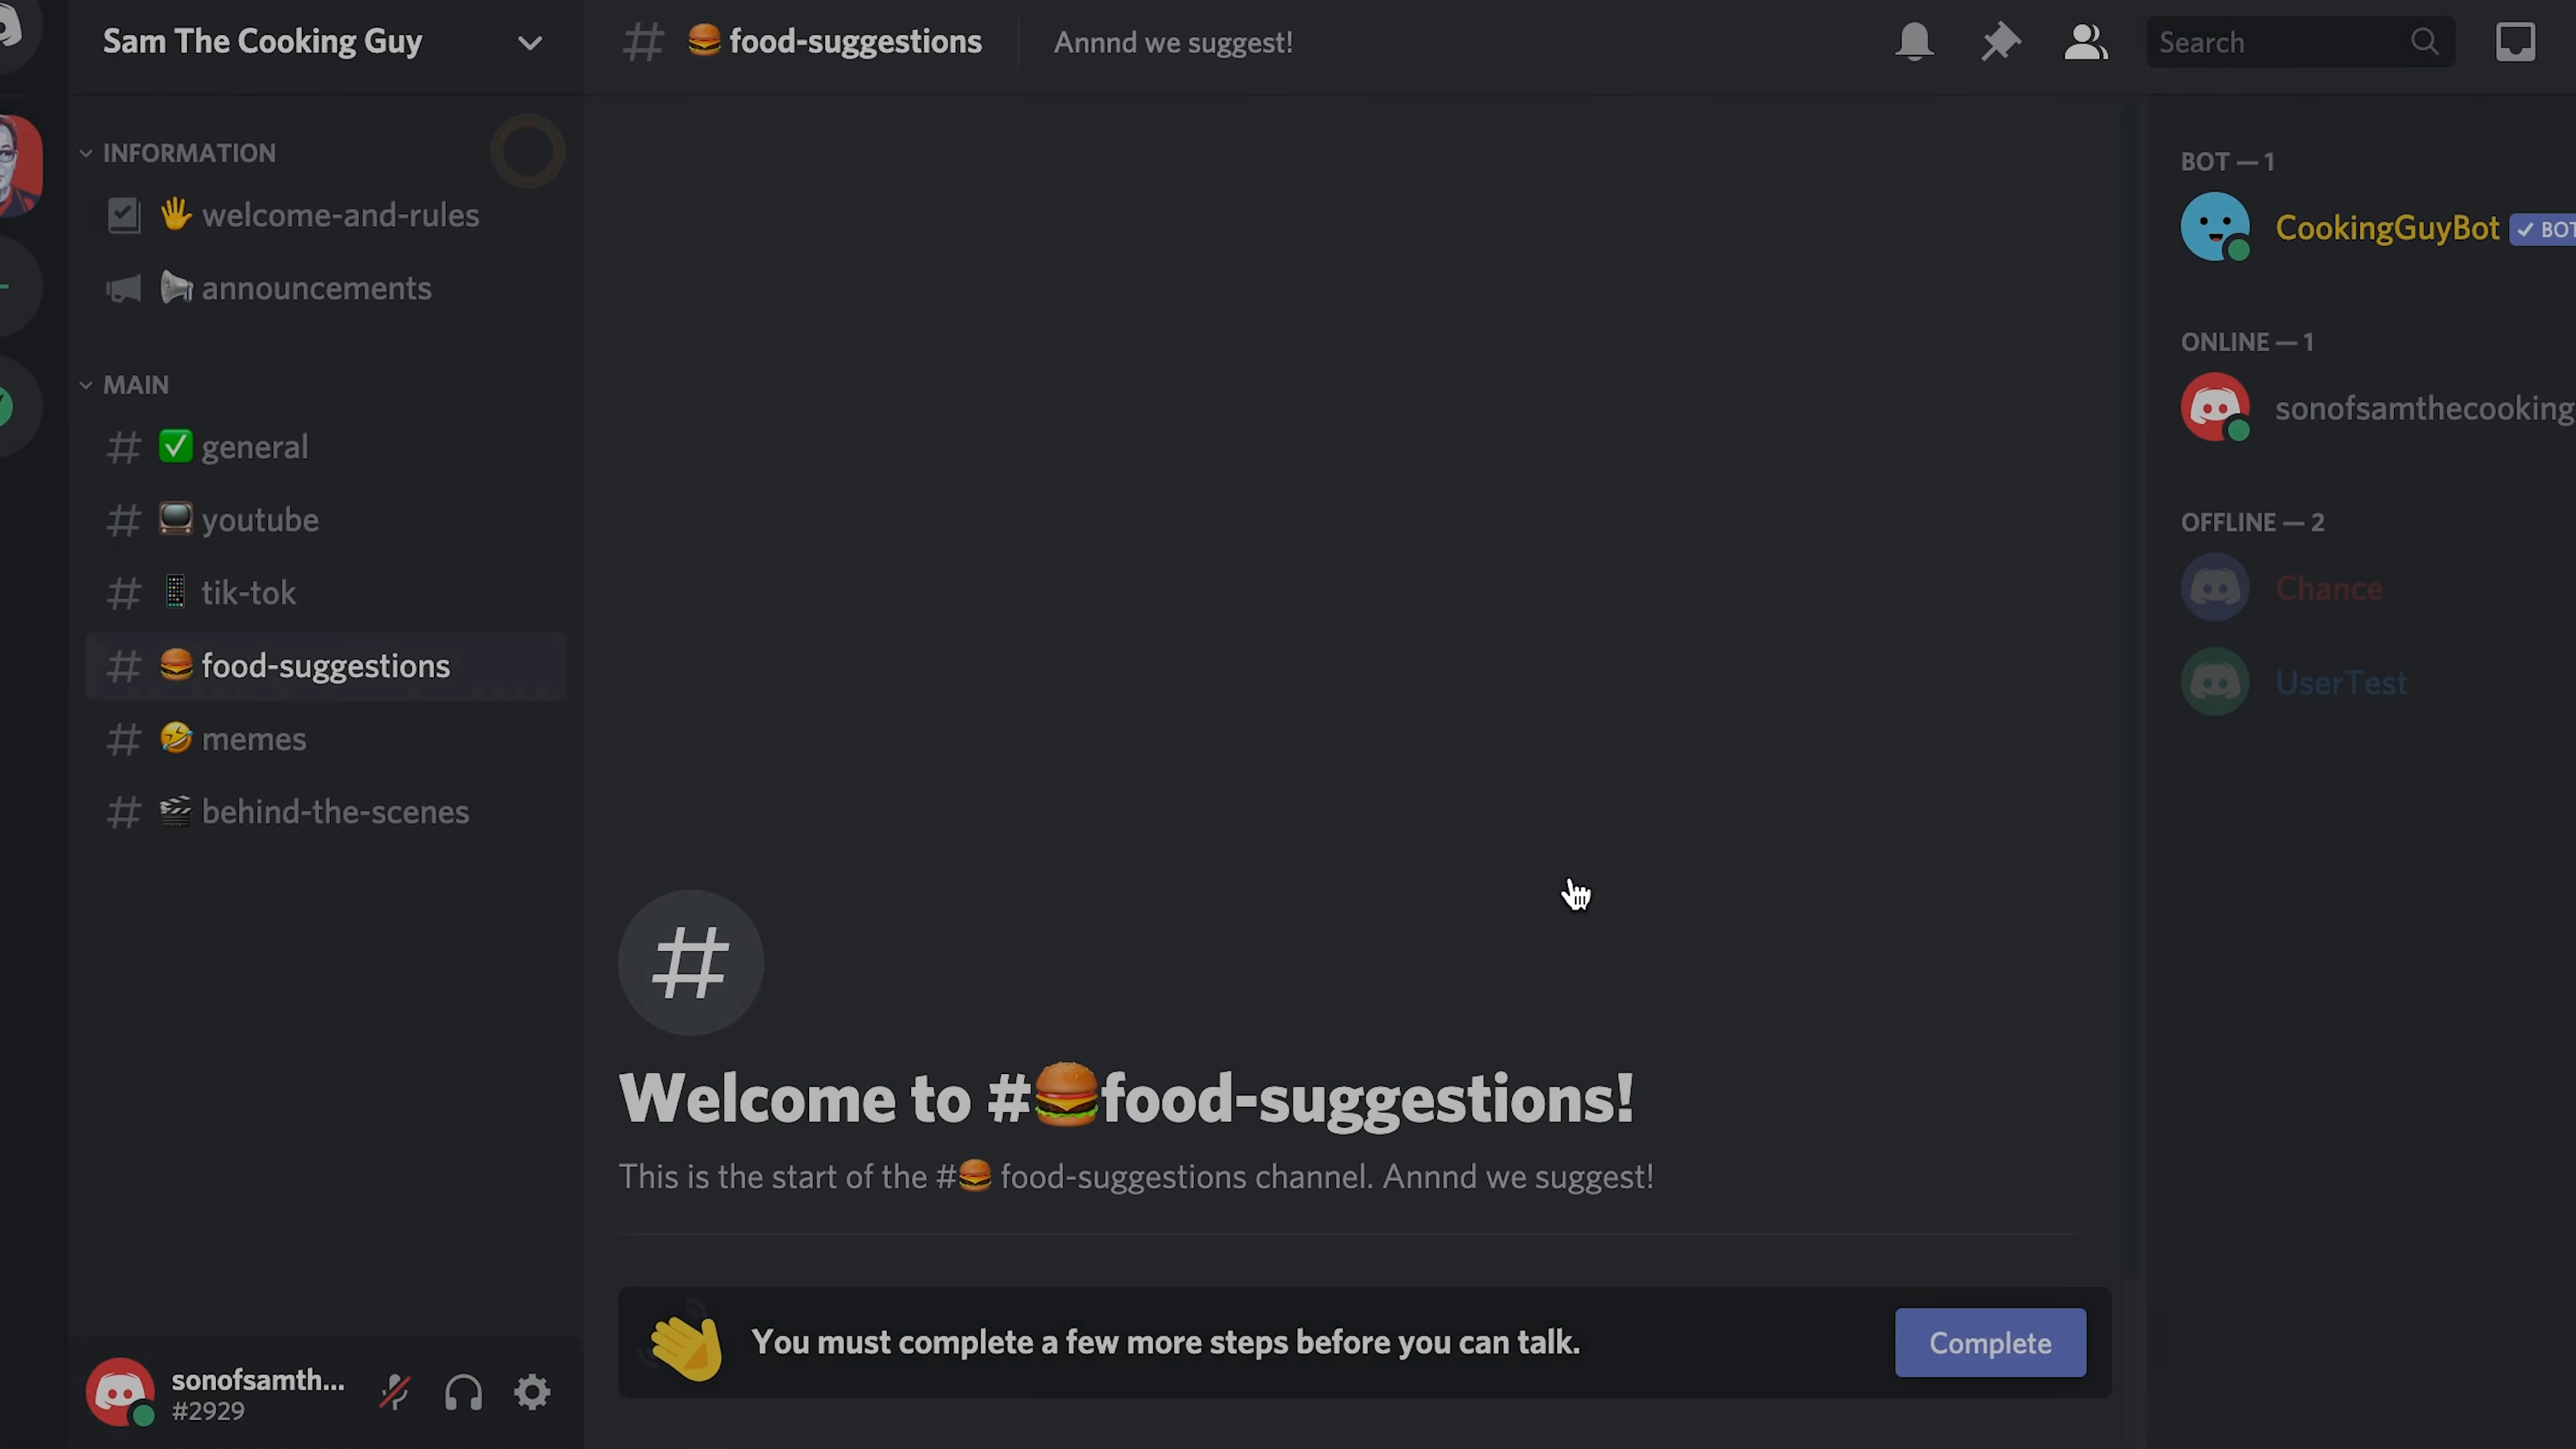 Sam The Cooking Guy
INFORMATION
welcome-and-rules
announcements
MAIN
general
youtube
tik-tok
food-suggestions
memes
behind-the-scenes
sonofsamth...
#2929
# 🍔 food-suggestions
Annnd we suggest!
Search
Welcome to #🍔food-suggestions!
This is the start of the #🍔 food-suggestions channel. Annnd we suggest!
You must complete a few more steps before you can talk.
Complete
BOT — 1
CookingGuyBot ✓ BOT
ONLINE — 1
sonofsamthecooking
OFFLINE — 2
Chance
UserTest